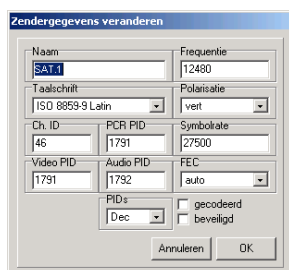 Zendergegevens veranderen
Naam Frequentie
SAT.1 12480
Taalschrift Polarisatie
ISO 8859-9 Latin vert
Ch. ID PCR PID Symbolrate
46 1791 27500
Video PID Audio PID FEC
1791 1792 auto
PIDs gecodeerd
Dec beveiligd
Annuleren OK